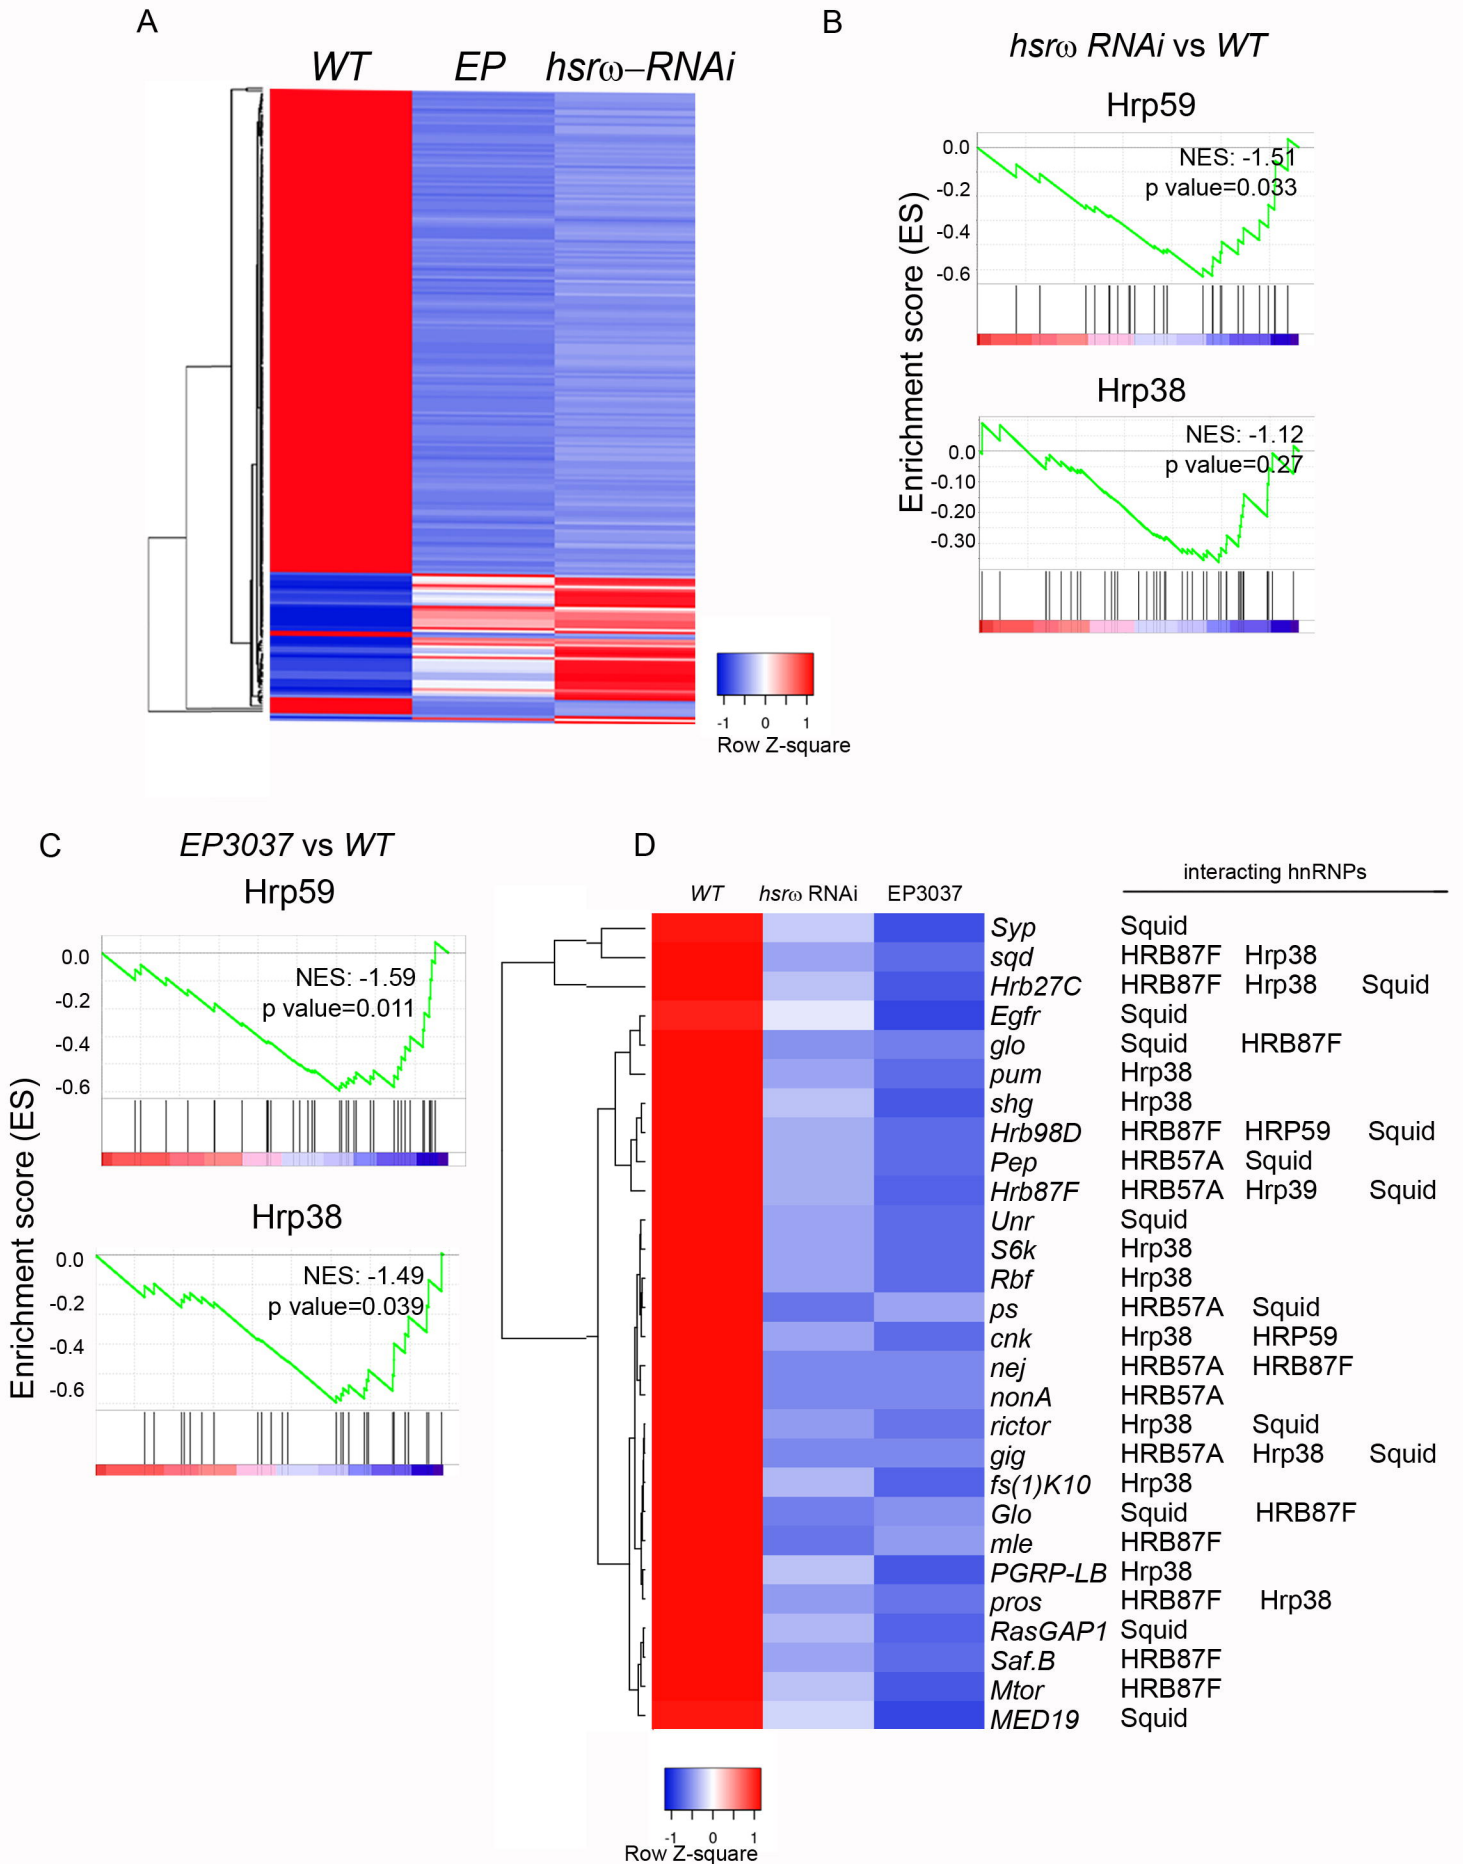 A
WT EP hsrω–RNAi
-1 0 1
Row Z-square
B
hsrω RNAi vs WT
Hrp59
Enrichment score (ES)
0.0
-0.2
-0.4
-0.6
NES: -1.51
p value=0.033
Hrp38
0.0
-0.10
-0.20
-0.30
NES: -1.12
p value=0.27
C
EP3037 vs WT
Hrp59
Enrichment score (ES)
0.0
-0.2
-0.4
-0.6
NES: -1.59
p value=0.011
Hrp38
0.0
-0.2
-0.4
-0.6
NES: -1.49
p value=0.039
D
interacting hnRNPs
WT hsrω RNAi EP3037
Syp Squid
sqd HRB87F Hrp38
Hrb27C HRB87F Hrp38 Squid
Egfr Squid
glo Squid HRB87F
pum Hrp38
shg Hrp38
Hrb98D HRB87F HRP59 Squid
Pep HRB57A Squid
Hrb87F HRB57A Hrp39 Squid
Unr Squid
S6k Hrp38
Rbf Hrp38
ps HRB57A Squid
cnk Hrp38 HRP59
nej HRB57A HRB87F
nonA HRB57A
rictor Hrp38 Squid
gig HRB57A Hrp38 Squid
fs(1)K10 Hrp38
Glo Squid HRB87F
mle HRB87F
PGRP-LB Hrp38
pros HRB87F Hrp38
RasGAP1 Squid
Saf.B HRB87F
Mtor HRB87F
MED19 Squid
-1 0 1
Row Z-square